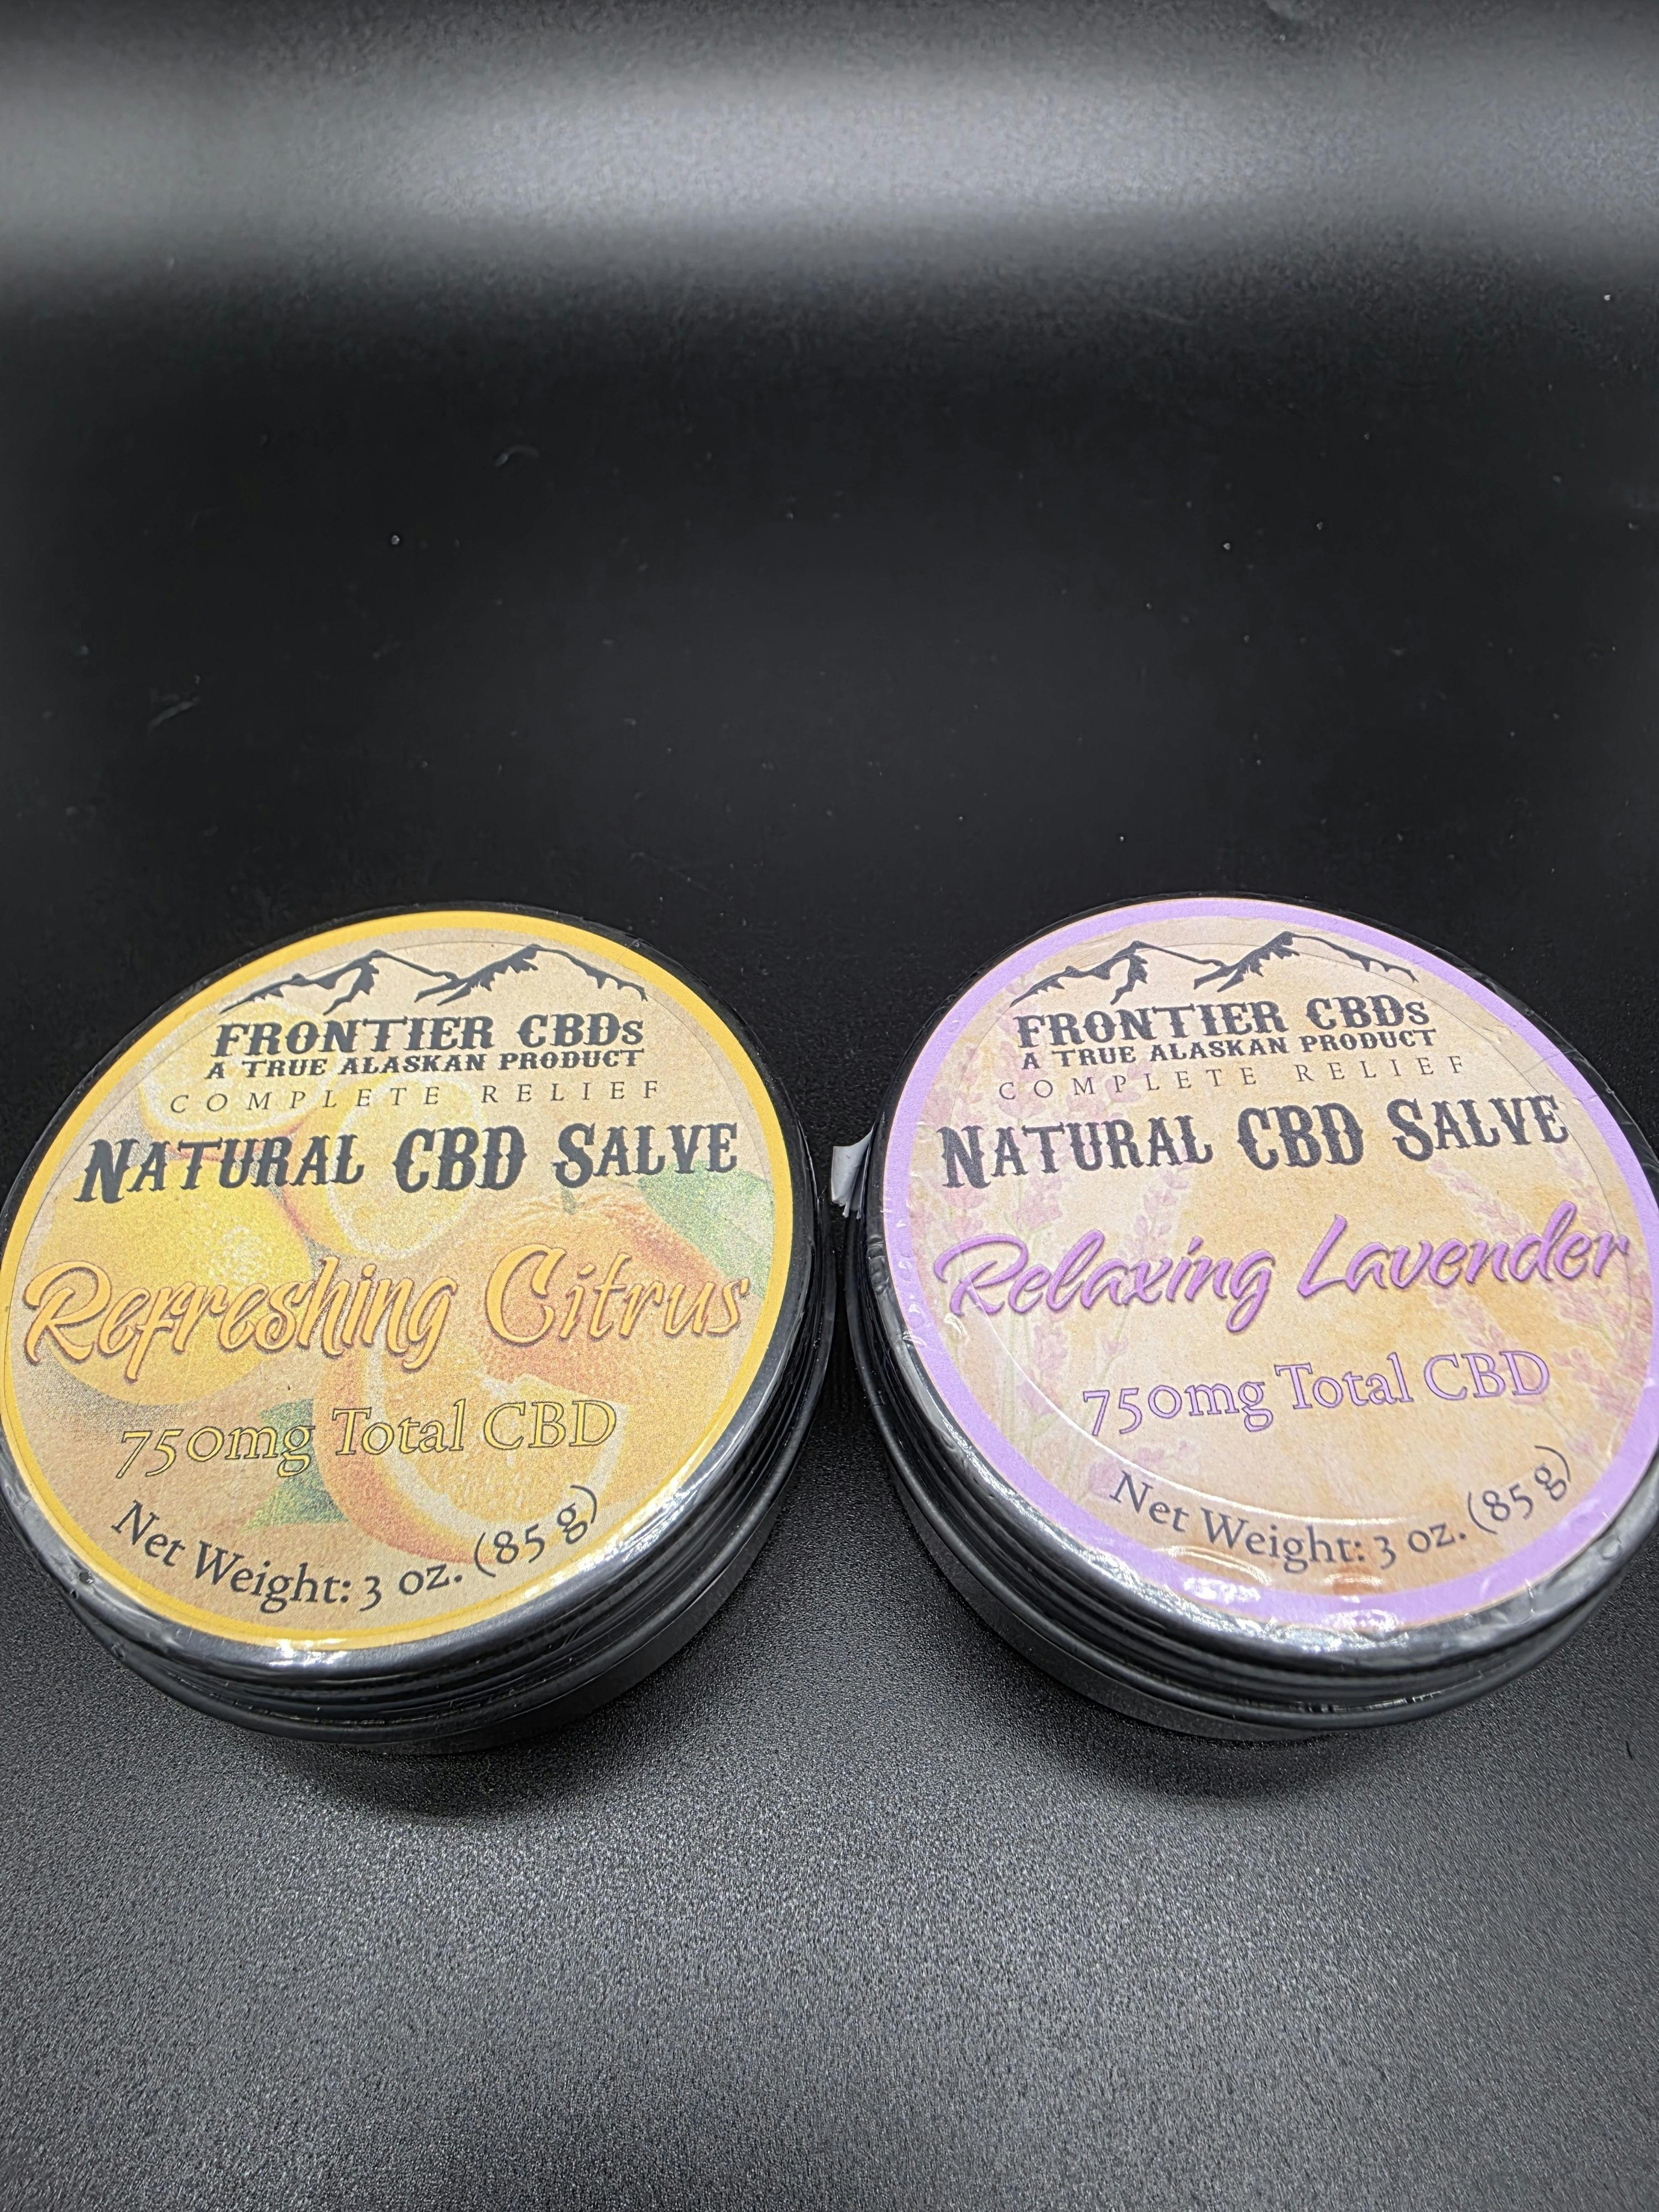 FRONTIER CBDs
A TRUE ALASKAN PRODUCT
COMPLETE RELIEF
NATURAL CBD SALVE
Refreshing Citrus
750mg Total CBD
Net Weight: 3 oz. (85 g)
FRONTIER CBDs
A TRUE ALASKAN PRODUCT
COMPLETE RELIEF
NATURAL CBD SALVE
Relaxing Lavender
750mg Total CBD
Net Weight: 3 oz. (85 g)